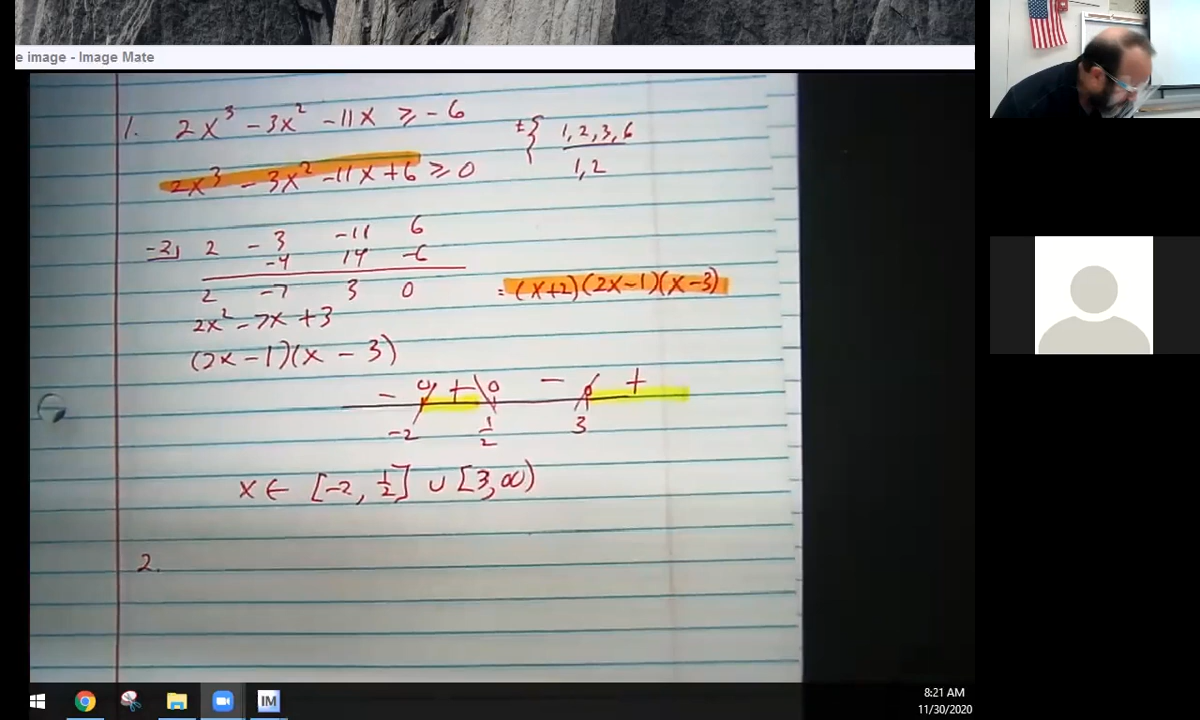 e image - Image Mate
1. 2x³ - 3x² - 11x ≥ -6
± { 1, 2, 3, 6
1, 2
2x³ - 3x² - 11x + 6 ≥ 0
-2| 2 -3 -11 6
-4 14 -6
2 -7 3 0
= (x+2)(2x-1)(x-3)
2x² - 7x + 3
(2x-1)(x - 3)
- 0 + 0 - 0 +
-2 1/2 3
x ∈ [-2, 1/2] ∪ [3, ∞)
2.
IM
8:21 AM
11/30/2020